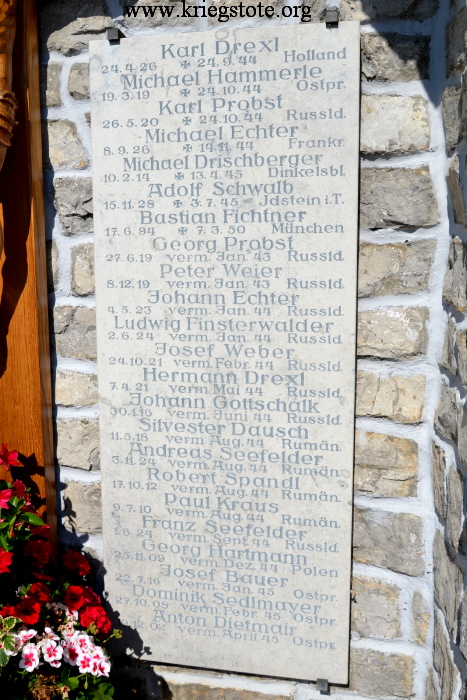 www.kriegstote.org
Karl Drexl
24.4.26 ✠ 24.9.44 Holland
Michael Hammerle
19.3.19 ✠ 24.10.44 Ostpr.
Karl Probst
26.5.20 ✠ 24.10.44 Russld.
Michael Echter
8.9.26 ✠ 14.11.44 Frankr.
Michael Drischberger
10.2.14 ✠ 13.4.45 Dinkelsbl.
Adolf Schwalb
15.11.28 ✠ 3.7.45 Jdstein i.T.
Bastian Fichtner
17.6.94 ✠ 7.3.50 München
Georg Probst
27.6.19 verm. Jan. 43 Russld.
Peter Weier
8.12.19 verm. Jan. 43 Russld.
Johann Echter
4.5.23 verm. Jan. 44 Russld.
Ludwig Finsterwalder
2.6.24 verm. Jan. 44 Russld.
Josef Weber
24.10.21 verm. Febr. 44 Russld.
Hermann Drexl
7.4.21 verm. Mai 44 Russld.
Johann Gottschalk
30.1.16 verm. Juni 44 Russld.
Silvester Dausch
11.5.18 verm. Aug. 44 Rumän.
Andreas Seefelder
3.11.24 verm. Aug. 44 Rumän.
Robert Spandl
17.10.12 verm. Aug. 44 Rumän.
Paul Kraus
9.7.10 verm. Aug. 44 Rumän.
Franz Seefelder
1.6.24 verm. Sept. 44 Russld.
Georg Hartmann
25.11.08 verm. Dez. 44 Polen
Josef Bauer
22.7.16 verm. Jan. 45 Ostpr.
Dominik Sedlmayer
27.10.08 verm. Febr. 45 Ostpr.
Anton Dietmair
verm. April 45 Ostpr.